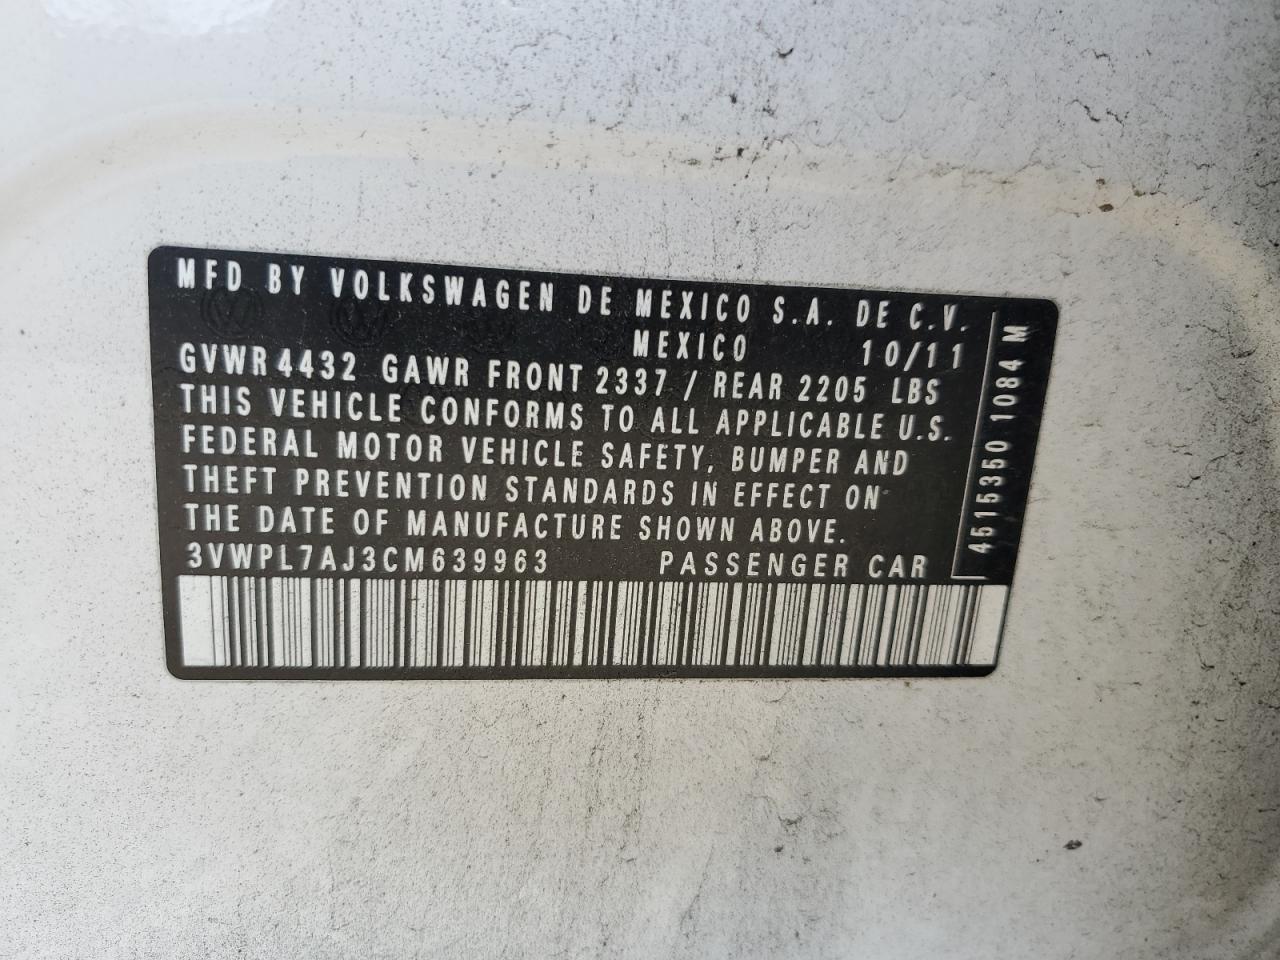 MFD BY VOLKSWAGEN DE MEXICO S.A. DE C.V.
MEXICO 10/11
GVWR 4432 GAWR FRONT 2337 / REAR 2205 LBS
THIS VEHICLE CONFORMS TO ALL APPLICABLE U.S.
FEDERAL MOTOR VEHICLE SAFETY, BUMPER AND
THEFT PREVENTION STANDARDS IN EFFECT ON
THE DATE OF MANUFACTURE SHOWN ABOVE.
3VWPL7AJ3CM639963 PASSENGER CAR
4515350 1084 M